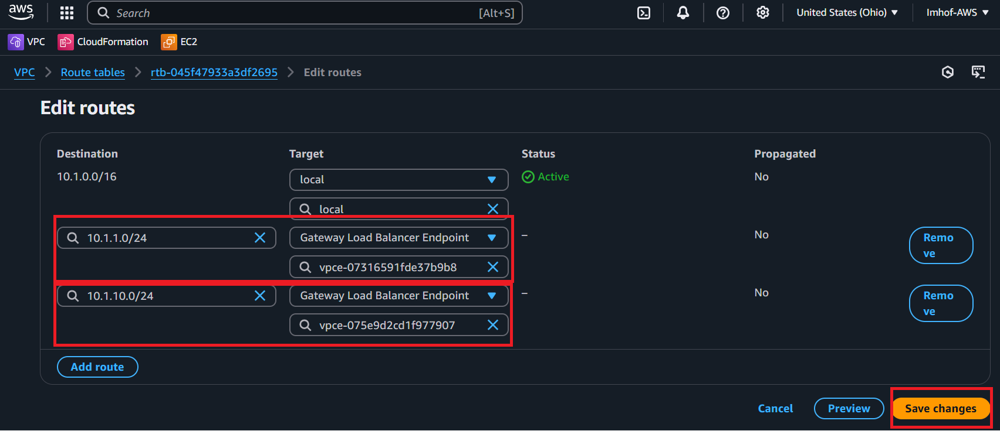 aws
Search [Alt+S] United States (Ohio) Imhof-AWS
VPC CloudFormation EC2
VPC Route tables rtb-045f47933a3df2695 Edit routes
Edit routes
Destination Target Status Propagated
10.1.0.0/16 local Active No
local
10.1.1.0/24 Gateway Load Balancer Endpoint – No Remo
ve
vpce-07316591fde37b9b8
10.1.10.0/24 Gateway Load Balancer Endpoint – No Remo
ve
vpce-075e9d2cd1f977907
Add route
Cancel Preview Save changes